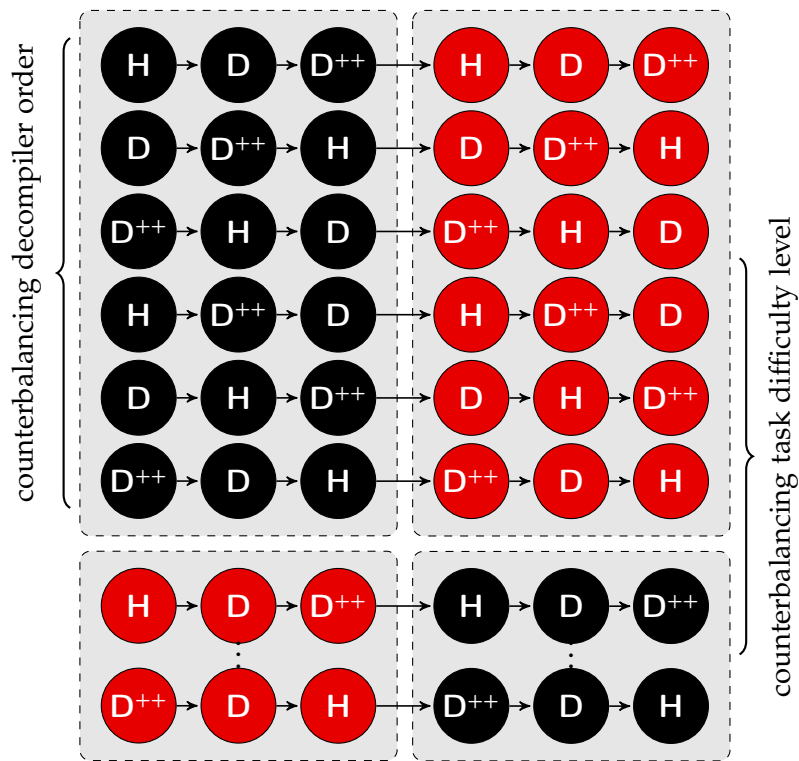 counterbalancing decompiler order
H D D++ H D D++
D D++ H D D++ H
D++ H D D++ H D
H D++ D H D++ D
D H D++ D H D++
D++ D H D++ D H
counterbalancing task difficulty level
H D D++ H D D++
D++ D H D++ D H